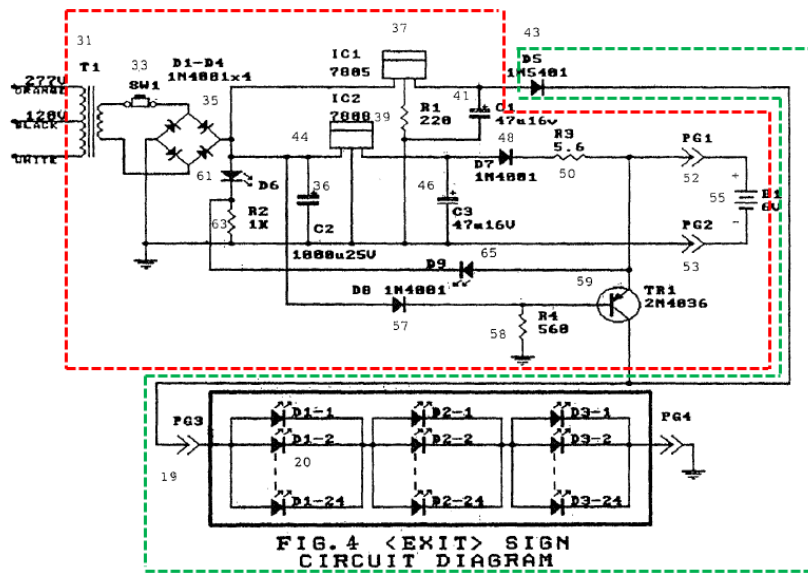 37
31
33
43
D1-D4
1N4001x4
IC1
7805
D5
1N5401
T1
SW1
277V
ORANGE
35
IC2
7808
39
R1
220
41
C1
47u16V
120V
BLACK
44
48
R3
5.6
PG1
WHITE
D7
1N4001
50
52
61
D6
36
46
55
B1
6V
+
-
63
R2
1K
C2
1000u25V
C3
47u16V
PG2
53
D9
65
59
D8 1N4001
57
58
R4
560
TR1
2N4036
PG3
D1-1
D2-1
D3-1
PG4
D1-2
D2-2
D3-2
19
20
D1-24
D2-24
D3-24
FIG.4 <EXIT> SIGN
CIRCUIT DIAGRAM